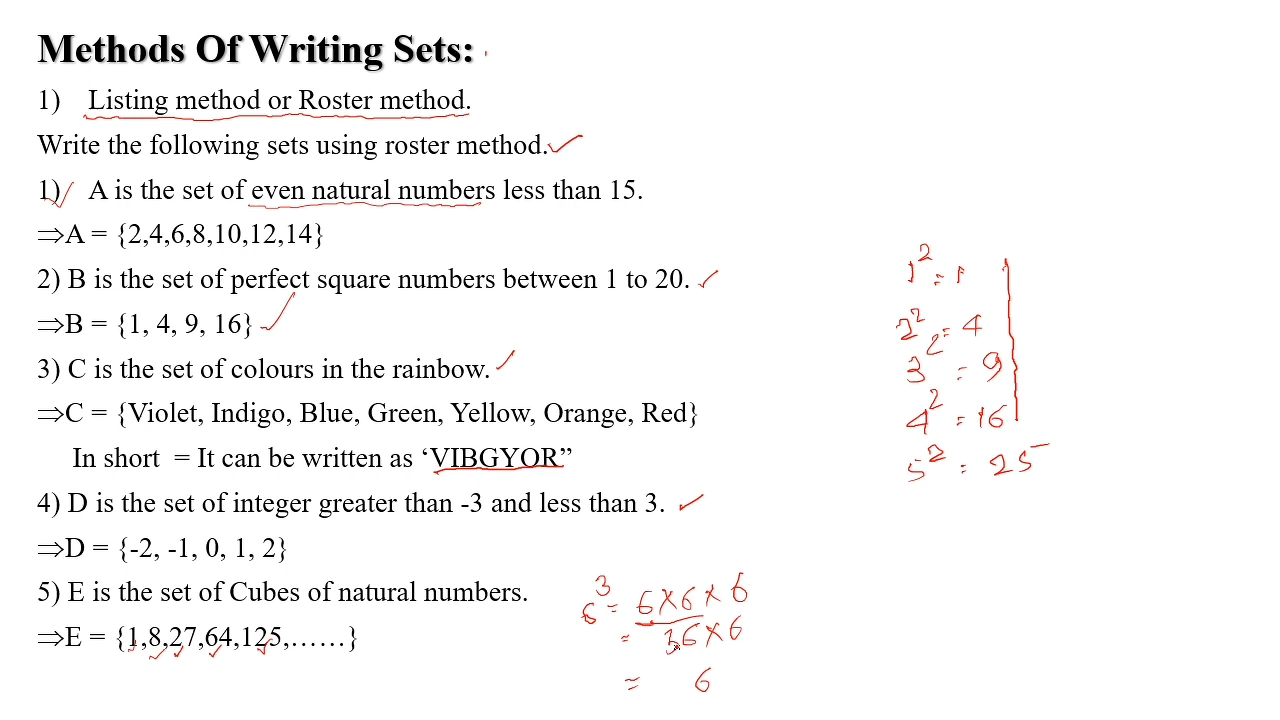 Methods Of Writing Sets:
1) Listing method or Roster method.
Write the following sets using roster method.
1) A is the set of even natural numbers less than 15.
⇒A = {2,4,6,8,10,12,14}
2) B is the set of perfect square numbers between 1 to 20.
⇒B = {1, 4, 9, 16}
3) C is the set of colours in the rainbow.
⇒C = {Violet, Indigo, Blue, Green, Yellow, Orange, Red}
In short = It can be written as ‘VIBGYOR”
4) D is the set of integer greater than -3 and less than 3.
⇒D = {-2, -1, 0, 1, 2}
5) E is the set of Cubes of natural numbers.
⇒E = {1,8,27,64,125,……}
1² = 1
2² = 4
3² = 9
4² = 16
5² = 25
6³ = 6×6×6
= 36×6
= 6